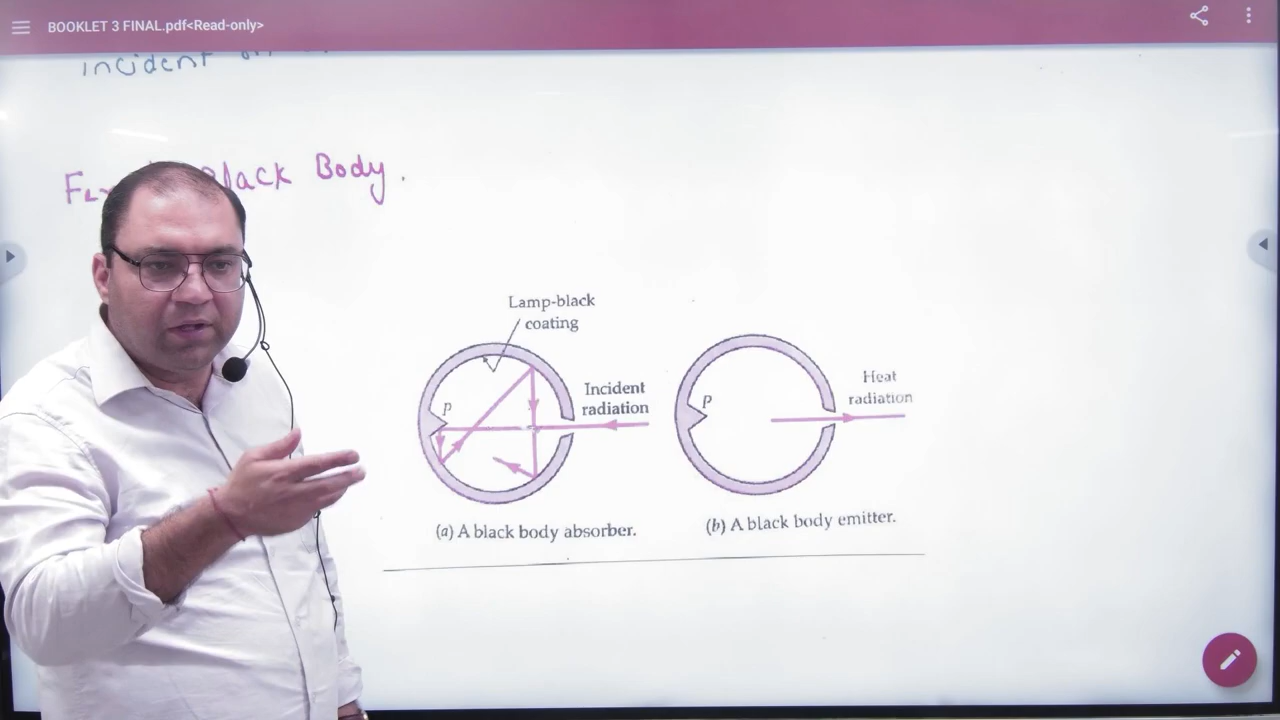 BOOKLET 3 FINAL.pdf<Read-only>
incident
Black Body.
Lamp-black
coating
P
Incident
radiation
(a) A black body absorber.
P
Heat
radiation
(b) A black body emitter.